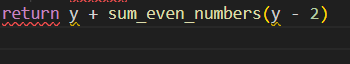 return y + sum_even_numbers(y - 2)